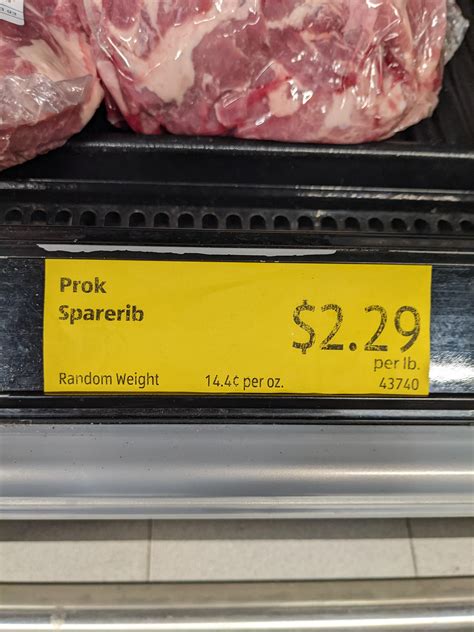 Prok
Sparerib
$2.29
per lb.
Random Weight 14.4¢ per oz. 43740